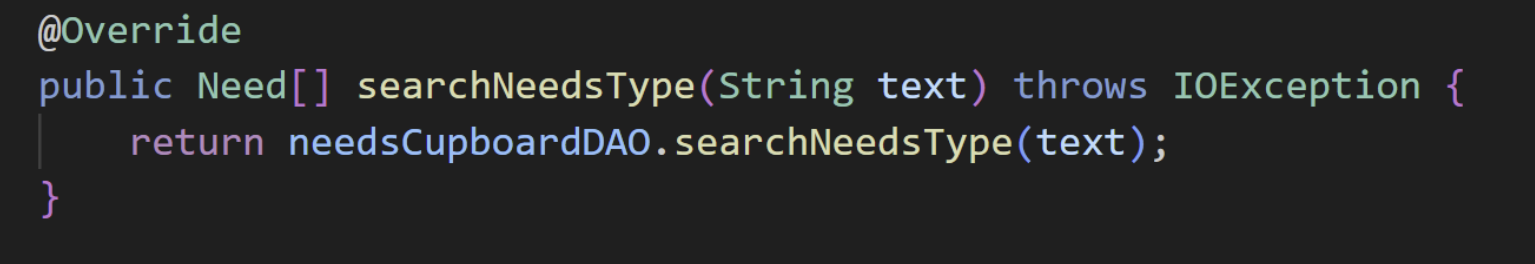 @Override
public Need[] searchNeedsType(String text) throws IOException {
    return needsCupboardDAO.searchNeedsType(text);
}